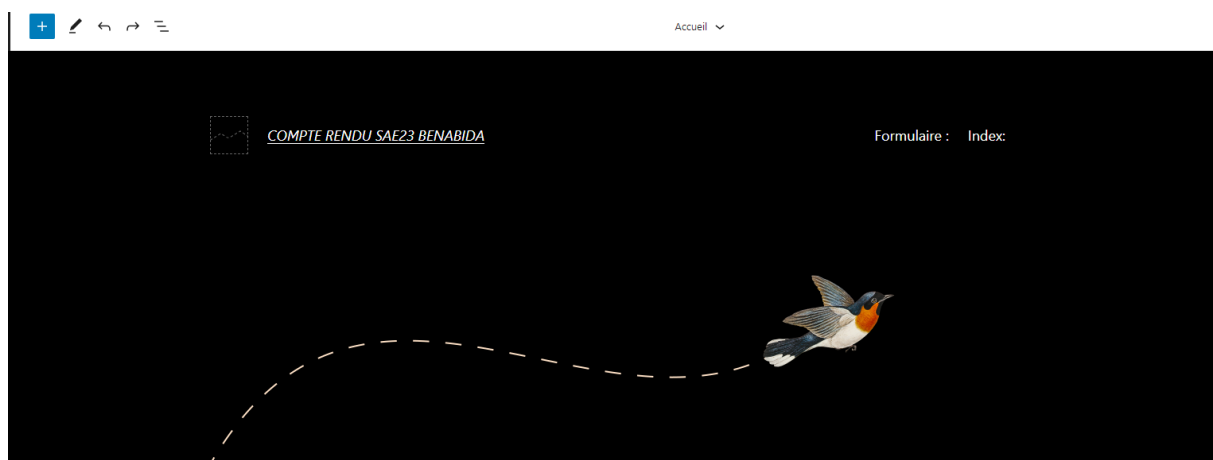 Accueil
COMPTE RENDU SAE23 BENABIDA
Formulaire : Index: